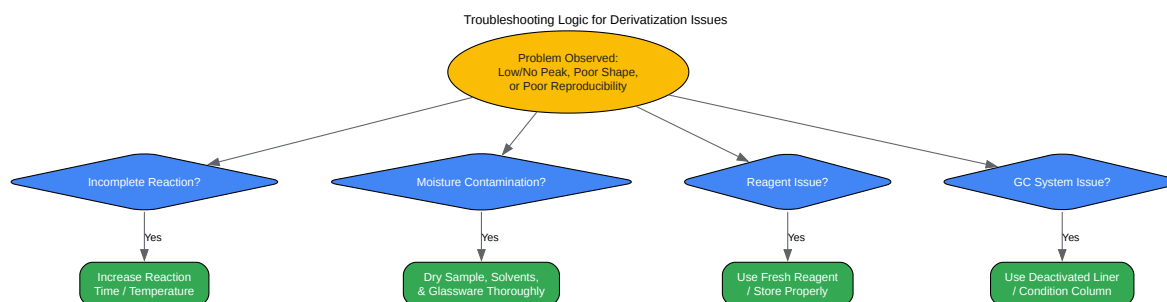 Troubleshooting Logic for Derivatization Issues
Problem Observed:
Low/No Peak, Poor Shape,
or Poor Reproducibility
Incomplete Reaction?
Moisture Contamination?
Reagent Issue?
GC System Issue?
Yes
Yes
Yes
Yes
Increase Reaction
Time / Temperature
Dry Sample, Solvents,
& Glassware Thoroughly
Use Fresh Reagent
/ Store Properly
Use Deactivated Liner
/ Condition Column